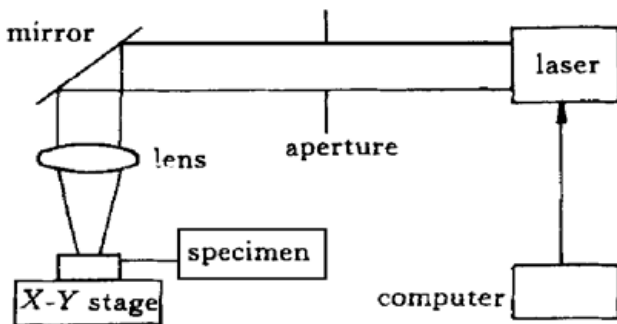 mirror
laser
aperture
lens
specimen
X-Y stage
computer